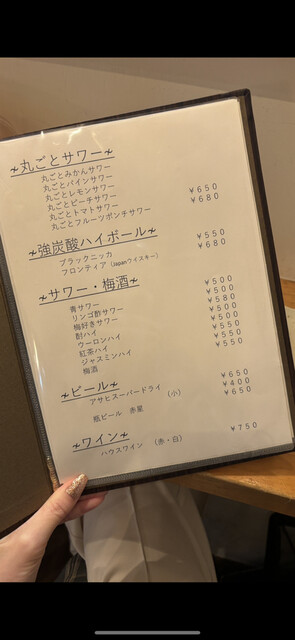 ~丸ごとサワー~
丸ごとみかんサワー
丸ごとパインサワー
丸ごとレモンサワー ¥650
丸ごとピーチサワー ¥680
丸ごとトマトサワー
丸ごとフルーツポンチサワー
~強炭酸ハイボール~
ブラックニッカ ¥550
フロンティア(Japanウイスキー) ¥680
~サワー・梅酒~
青サワー ¥500
リンゴ酢サワー ¥500
梅好きサワー ¥580
酎ハイ ¥500
ウーロンハイ ¥500
紅茶ハイ ¥550
ジャスミンハイ ¥550
梅酒 ¥550
~ビール~
アサヒスーパードライ ¥650
(小) ¥400
瓶ビール 赤星 ¥650
~ワイン~
ハウスワイン (赤・白) ¥750